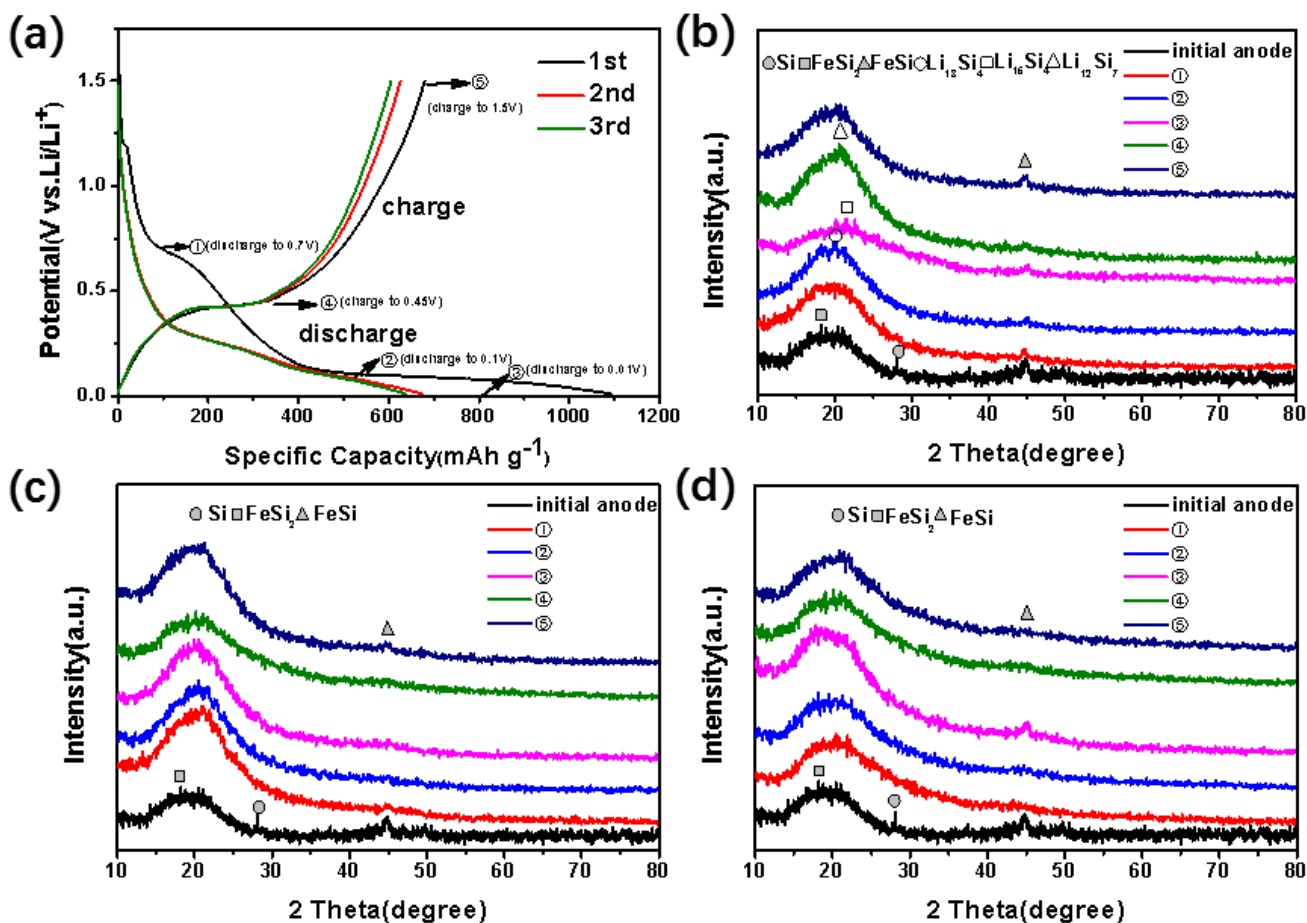 (a)
1.5
1.0
0.5
0.0
0
200
400
600
800
1000
1200
Potential(V vs.Li/Li⁺
Specific Capacity(mAh g⁻¹)
1st
2nd
3rd
⑤
(charge to 1.5V)
charge
①(discharge to 0.7V)
④ (charge to 0.45V)
discharge
② (discharge to 0.1V)
③ (discharge to 0.01V)
(b)
Si FeSi₂ FeSi Li₁₃Si₄ Li₁₅Si₄ Li₁₂Si₇
initial anode
①
②
③
④
⑤
Intensity(a.u.)
10 20 30 40 50 60 70 80
2 Theta(degree)
(c)
Si FeSi₂ FeSi
initial anode
①
②
③
④
⑤
Intensity(a.u.)
10 20 30 40 50 60 70 80
2 Theta(degree)
(d)
Si FeSi₂ FeSi
initial anode
①
②
③
④
⑤
Intensity(a.u.)
10 20 30 40 50 60 70 80
2 Theta(degree)